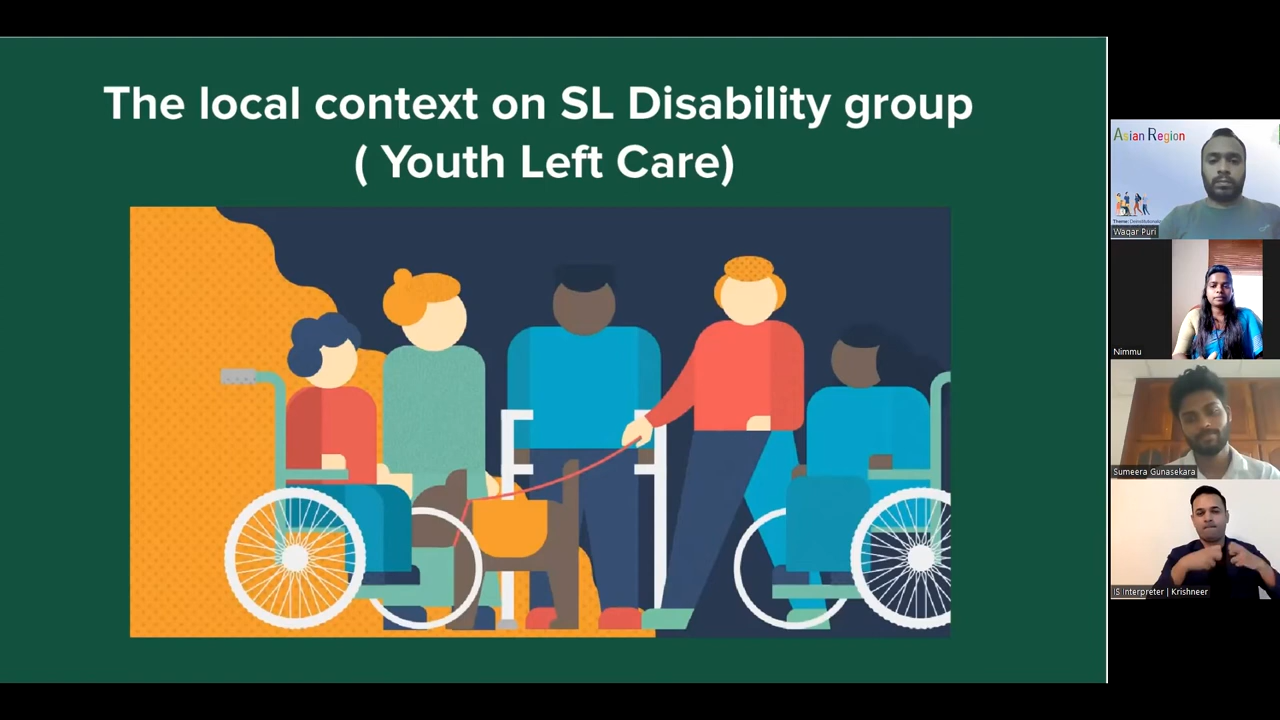 The local context on SL Disability group
( Youth Left Care)
Asian Region
Waqar Puri
Nimmu
Sumeera Gunasekara
IS Interpreter | Krishneer